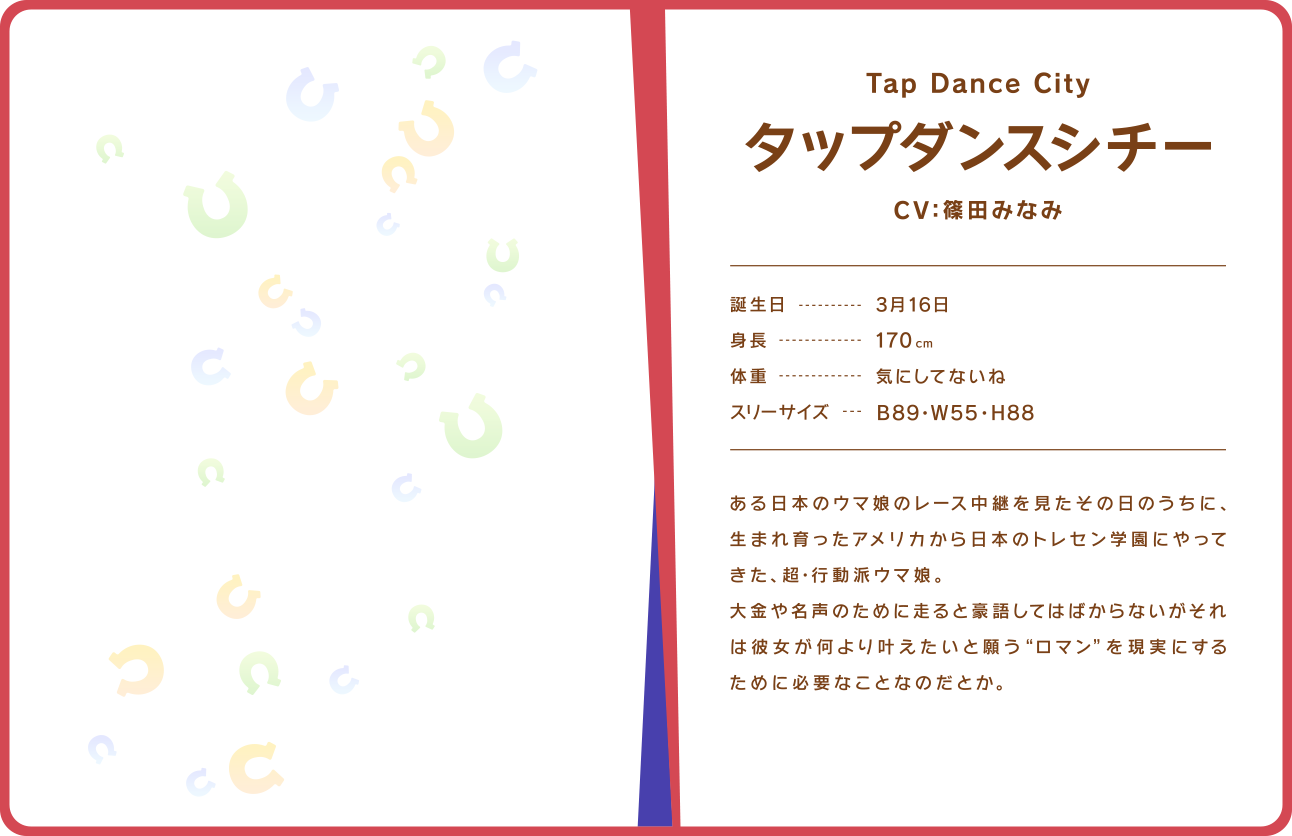 Tap Dance City
タップダンスシチー
CV:篠田みなみ
誕生日 ---------- 3月16日
身長 ------------- 170cm
体重 ------------- 気にしてないね
スリーサイズ --- B89・W55・H88
ある日本のウマ娘のレース中継を見たその日のうちに、
生まれ育ったアメリカから日本のトレセン学園にやって
きた、超・行動派ウマ娘。
大金や名声のために走ると豪語してはばからないがそれ
は彼女が何より叶えたいと願う“ロマン”を現実にする
ために必要なことなのだとか。